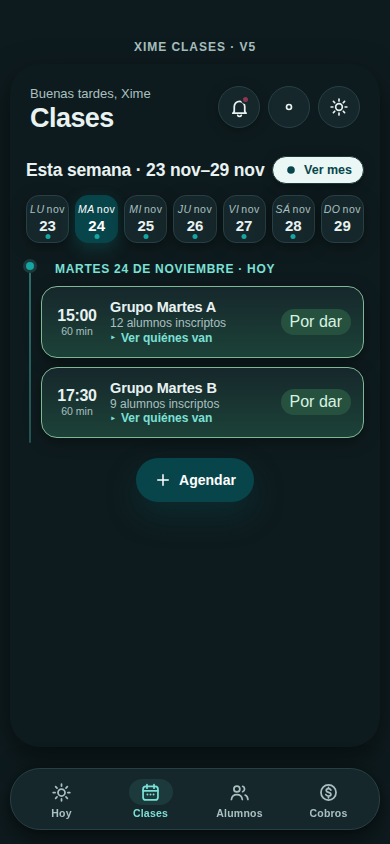 XIME CLASES · V5
Buenas tardes, Xime
Clases
Esta semana · 23 nov–29 nov
Ver mes
LU nov
23
MA nov
24
MI nov
25
JU nov
26
VI nov
27
SÁ nov
28
DO nov
29
MARTES 24 DE NOVIEMBRE · HOY
15:00
60 min
Grupo Martes A
12 alumnos inscriptos
▸ Ver quiénes van
Por dar
17:30
60 min
Grupo Martes B
9 alumnos inscriptos
▸ Ver quiénes van
Por dar
+ Agendar
Hoy
Clases
Alumnos
Cobros